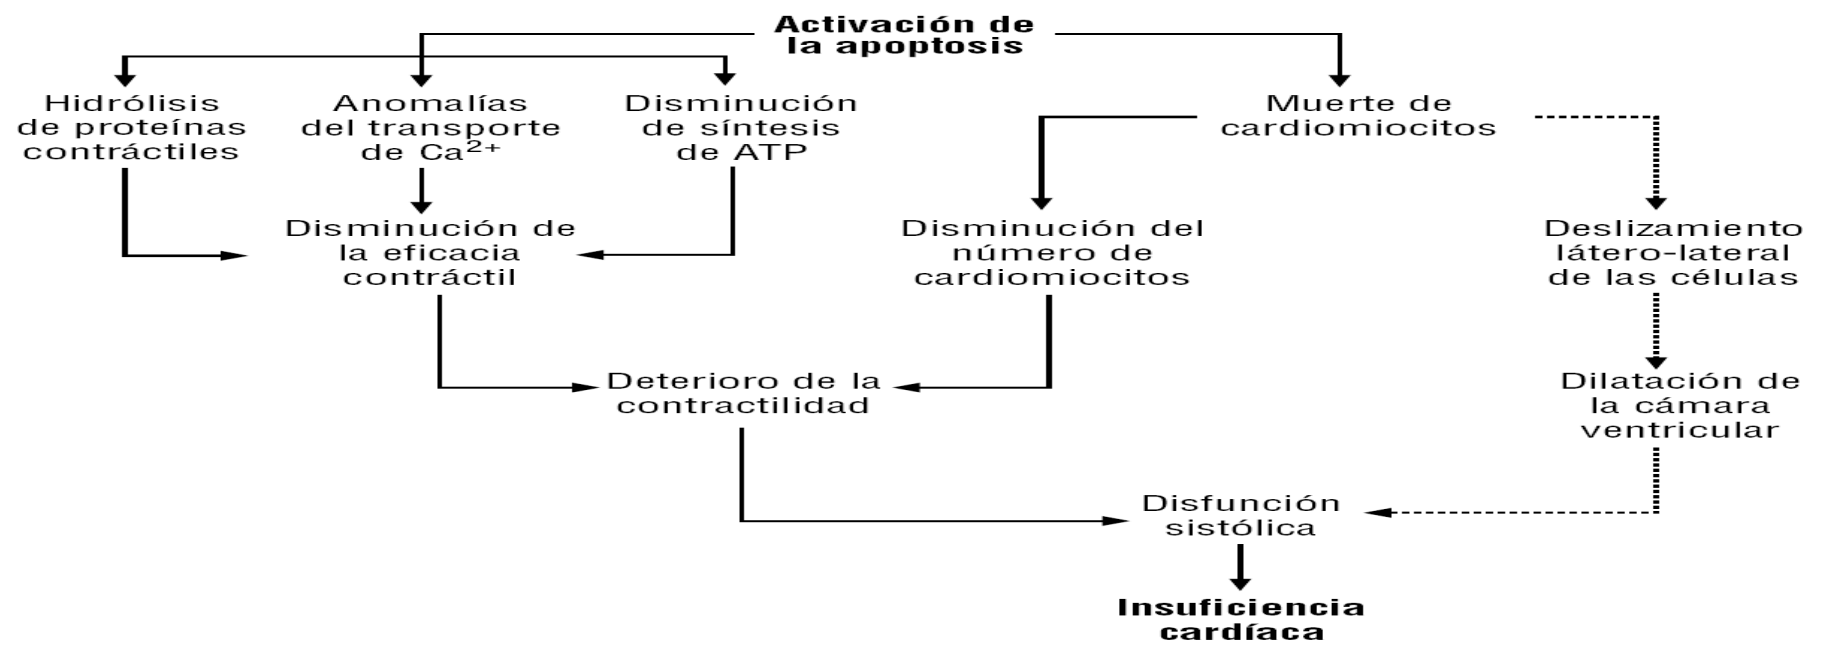 Activación de
la apoptosis
Hidrólisis
de proteínas
contráctiles
Anomalías
del transporte
de Ca²⁺
Disminución
de síntesis
de ATP
Muerte de
cardiomiocitos
Disminución de
la eficacia
contráctil
Disminución del
número de
cardiomiocitos
Deslizamiento
látero-lateral
de las células
Deterioro de la
contractilidad
Dilatación de
la cámara
ventricular
Disfunción
sistólica
Insuficiencia
cardíaca